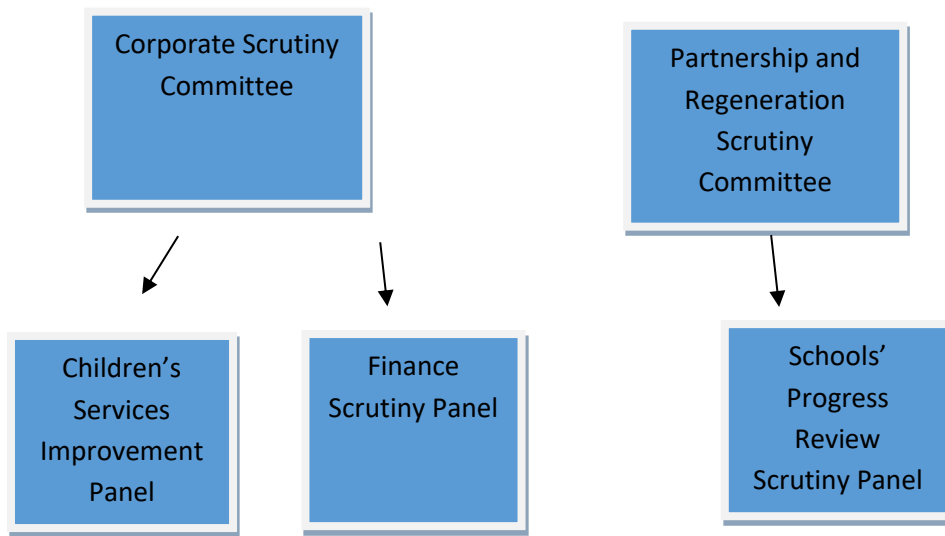 Corporate Scrutiny
Committee
Partnership and
Regeneration
Scrutiny
Committee
Children’s
Services
Improvement
Panel
Finance
Scrutiny Panel
Schools’
Progress
Review
Scrutiny Panel